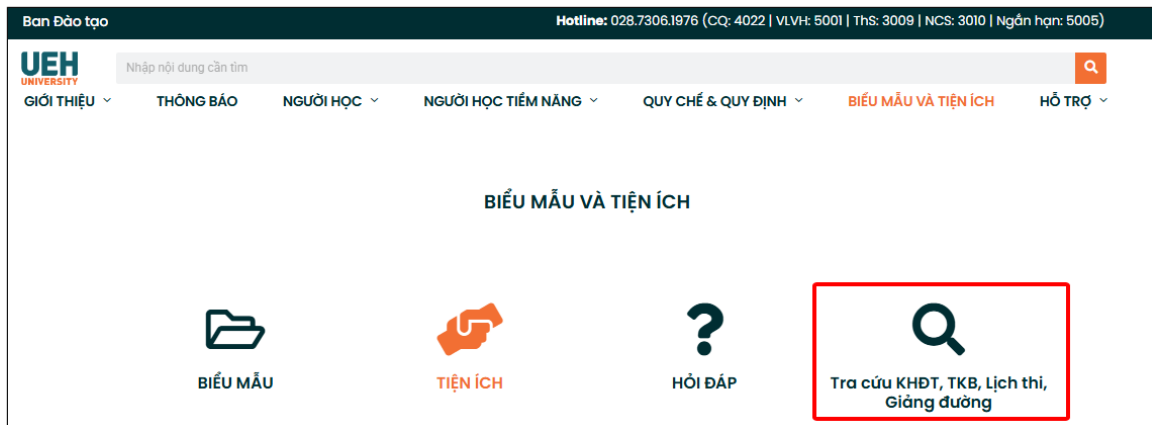 Ban Đào tạo
Hotline: 028.7306.1976 (CQ: 4022 | VLVH: 5001 | ThS: 3009 | NCS: 3010 | Ngắn hạn: 5005)
UEH
UNIVERSITY
Nhập nội dung cần tìm
GIỚI THIỆU
THÔNG BÁO
NGƯỜI HỌC
NGƯỜI HỌC TIỀM NĂNG
QUY CHẾ & QUY ĐỊNH
BIỂU MẪU VÀ TIỆN ÍCH
HỖ TRỢ
BIỂU MẪU VÀ TIỆN ÍCH
BIỂU MẪU
TIỆN ÍCH
HỎI ĐÁP
Tra cứu KHĐT, TKB, Lịch thi,
Giảng đường